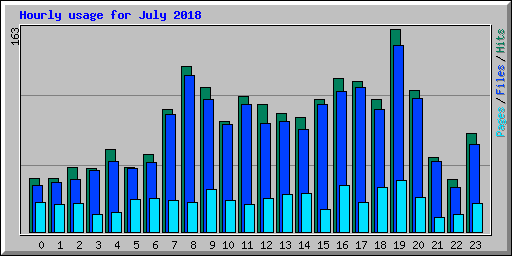 Hourly usage for July 2018
163
Pages/Files/Hits
0 1 2 3 4 5 6 7 8 9 10 11 12 13 14 15 16 17 18 19 20 21 22 23